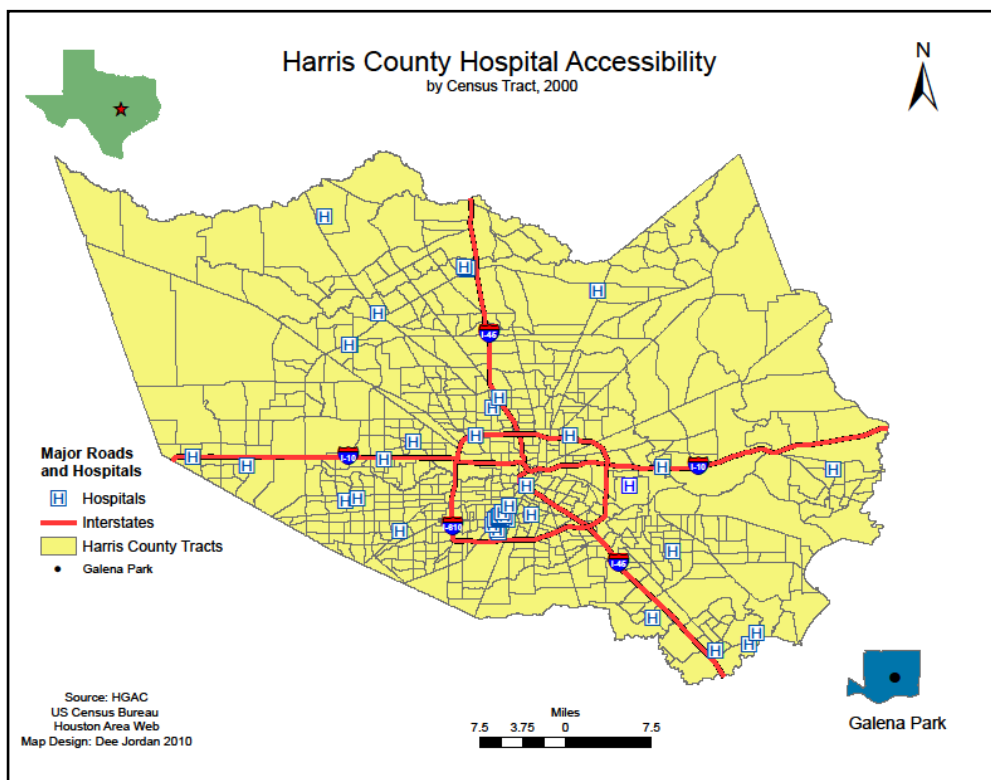 Harris County Hospital Accessibility
by Census Tract, 2000
N
H
H
H
H
H
I-45
H
H
H
H
H
H
H
I-10
H
H
H
I-10
H
H
H
H
H
H
H
H
I-610
H
H
I-45
H
H
H
H
H
Major Roads
and Hospitals
H Hospitals
Interstates
Harris County Tracts
Galena Park
Source: HGAC
US Census Bureau
Houston Area Web
Map Design: Dee Jordan 2010
Miles
7.5 3.75 0 7.5
Galena Park